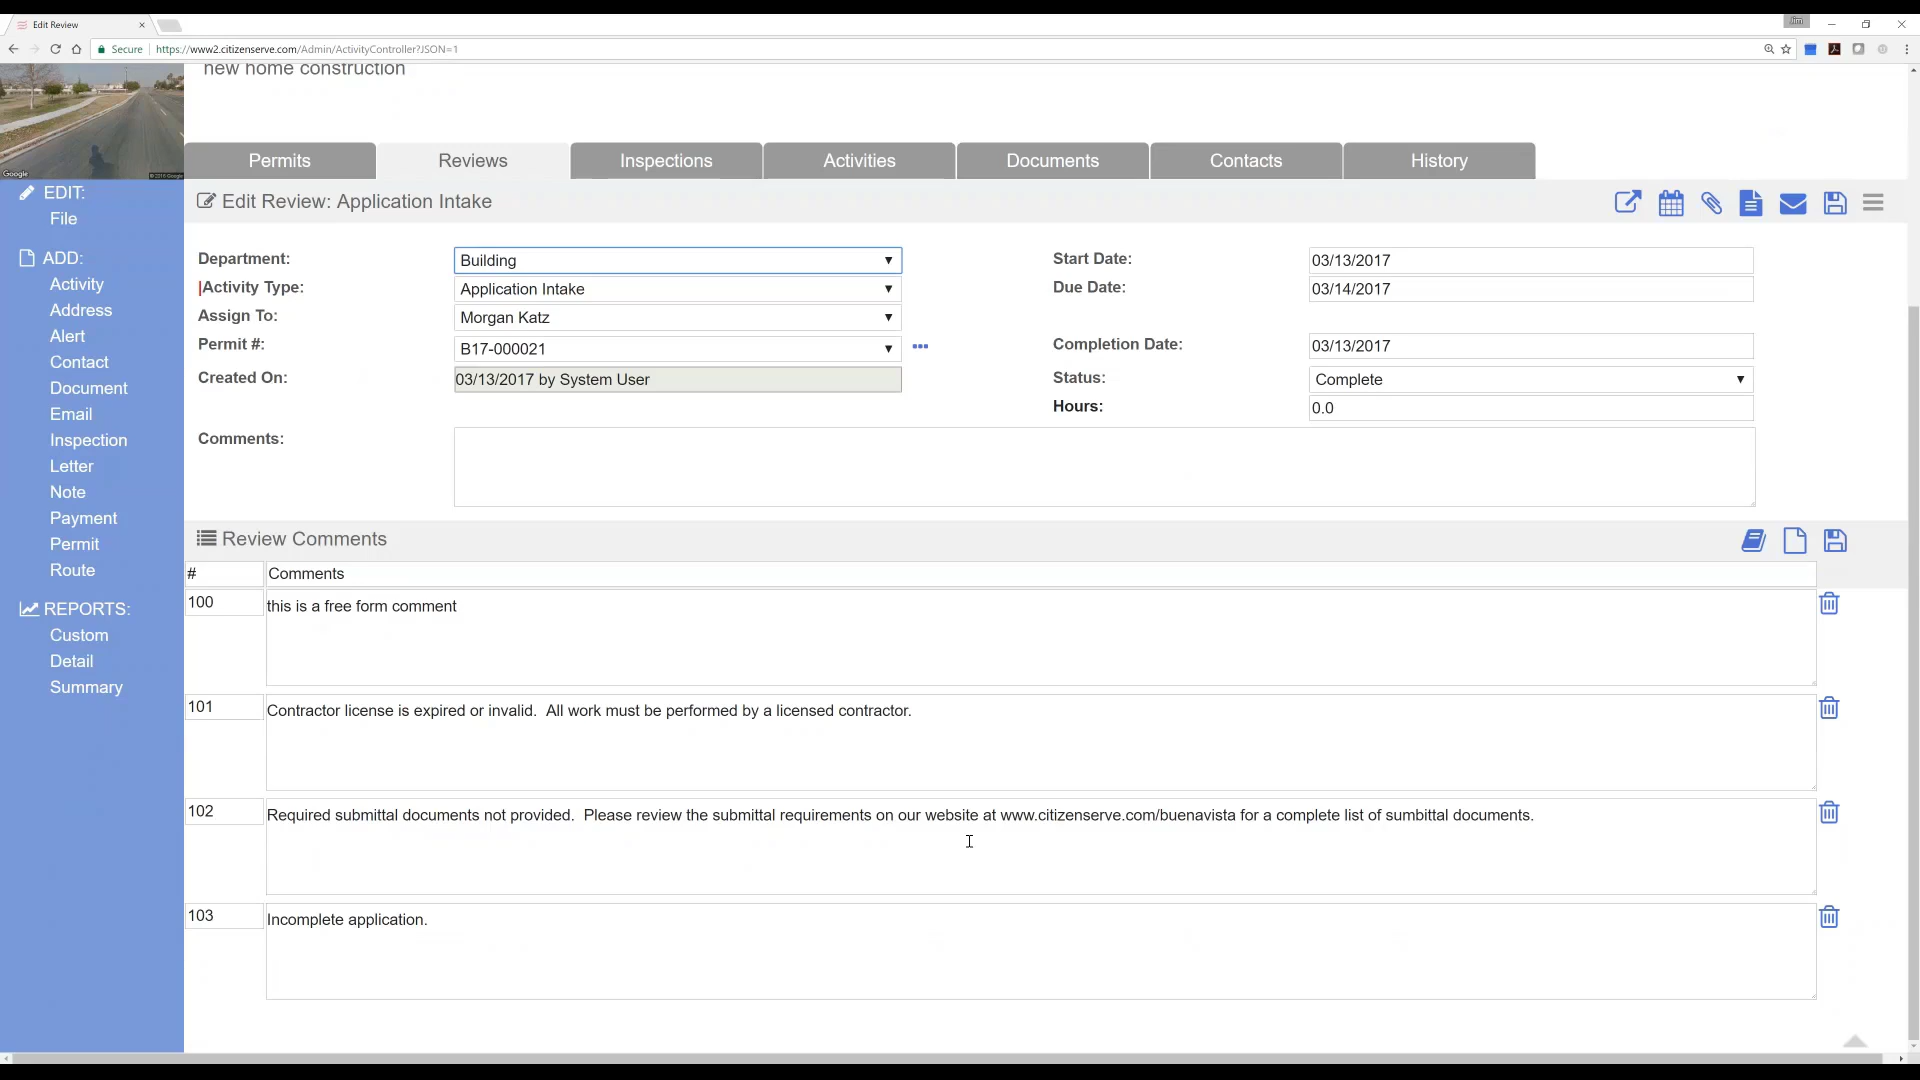 Edit Review
Jim
Secure https://www2.citizenserve.com/Admin/ActivityController?JSON=1
new home construction
Google
Permits Reviews Inspections Activities Documents Contacts History
EDIT:
File
ADD:
Activity
Address
Alert
Contact
Document
Email
Inspection
Letter
Note
Payment
Permit
Route
REPORTS:
Custom
Detail
Summary
Edit Review: Application Intake
Department: Building
Start Date: 03/13/2017
|Activity Type: Application Intake
Due Date: 03/14/2017
Assign To: Morgan Katz
Permit #: B17-000021
Completion Date: 03/13/2017
Created On: 03/13/2017 by System User
Status: Complete
Hours: 0.0
Comments:
Review Comments
# Comments
100 this is a free form comment
101 Contractor license is expired or invalid.  All work must be performed by a licensed contractor.
102 Required submittal documents not provided.  Please review the submittal requirements on our website at www.citizenserve.com/buenavista for a complete list of sumbittal documents.
103 Incomplete application.